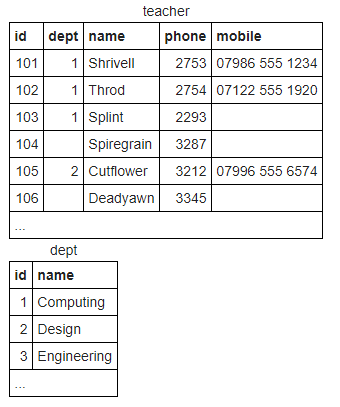 teacher
id dept name phone mobile
101 1 Shrivell 2753 07986 555 1234
102 1 Throd 2754 07122 555 1920
103 1 Splint 2293
104 Spiregrain 3287
105 2 Cutflower 3212 07996 555 6574
106 Deadyawn 3345
...
dept
id name
1 Computing
2 Design
3 Engineering
...